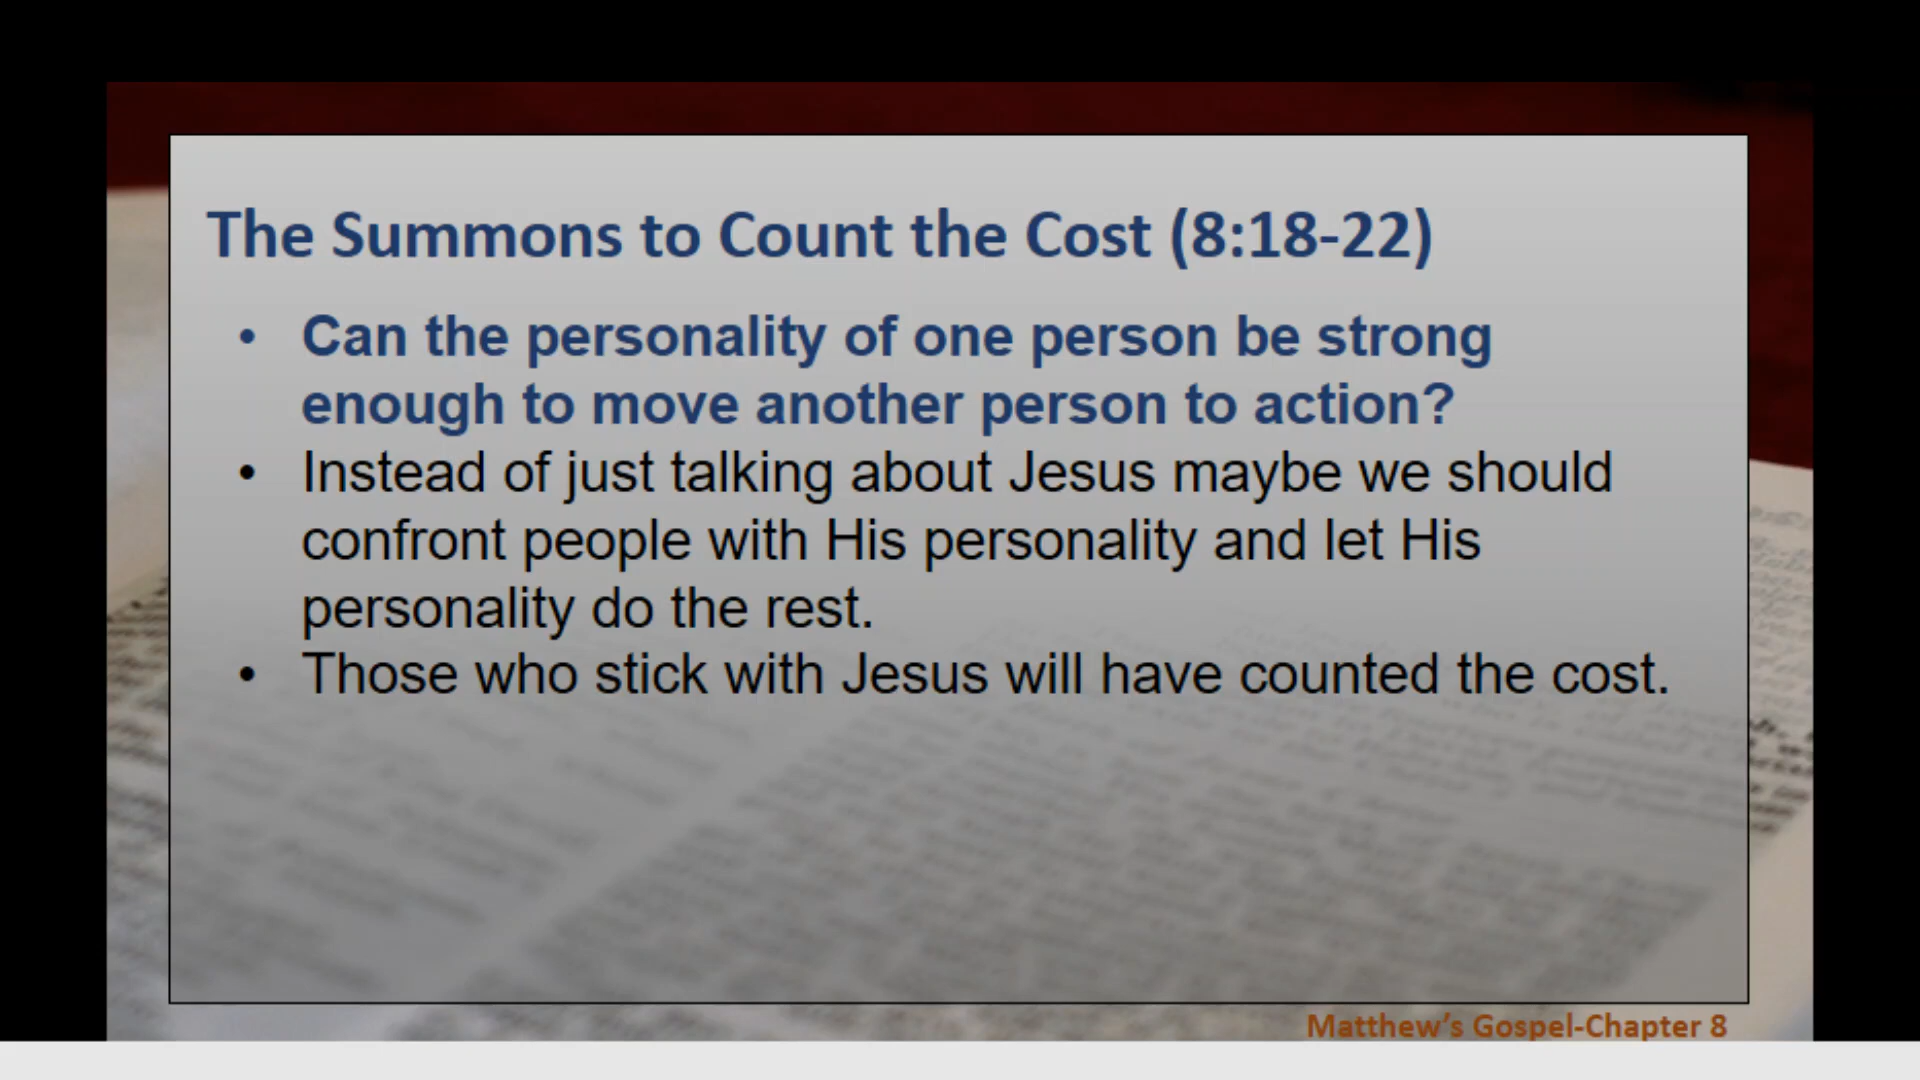 The Summons to Count the Cost (8:18-22)
• Can the personality of one person be strong
enough to move another person to action?
• Instead of just talking about Jesus maybe we should
confront people with His personality and let His
personality do the rest.
• Those who stick with Jesus will have counted the cost.
Matthew’s Gospel-Chapter 8